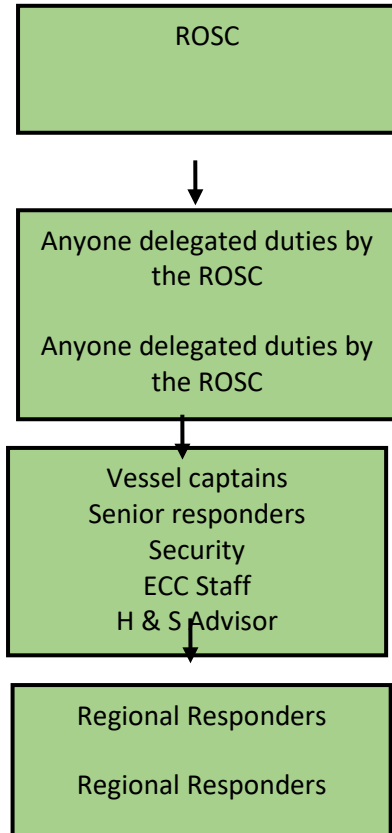 ROSC
Anyone delegated duties by
the ROSC
Anyone delegated duties by
the ROSC
Vessel captains
Senior responders
Security
ECC Staff
H & S Advisor
Regional Responders
Regional Responders